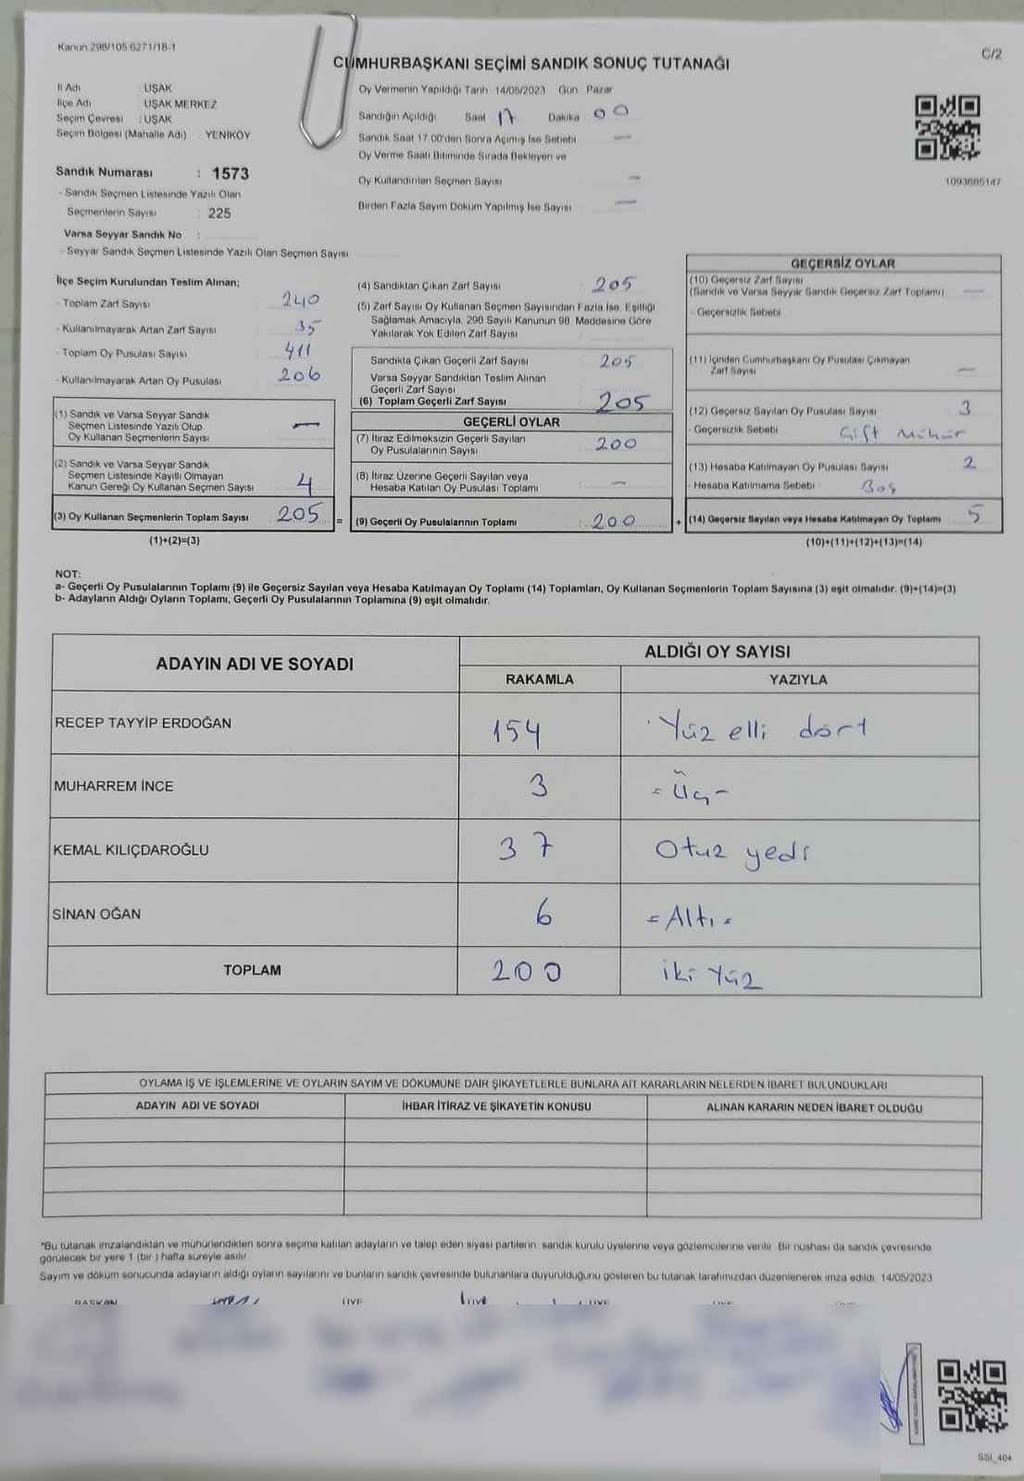 Kanun 298/105 6271/18-1
C/2
CUMHURBAŞKANI SEÇİMİ SANDIK SONUÇ TUTANAĞI
İl Adı : UŞAK
İlçe Adı : UŞAK MERKEZ
Seçim Çevresi : UŞAK
Seçim Bölgesi (Mahalle Adı) : YENİKÖY
Sandık Numarası : 1573
- Sandık Seçmen Listesinde Yazılı Olan
Seçmenlerin Sayısı : 225
Varsa Seyyar Sandık No :
- Seyyar Sandık Seçmen Listesinde Yazılı Olan Seçmen Sayısı
Oy Vermenin Yapıldığı Tarih 14/05/2023 Gün Pazar
Sandığın Açıldığı Saat 17 Dakika 00
Sandık Saat 17.00'den Sonra Açılmış İse Sebebi —
Oy Verme Saati Bitiminde Sırada Bekleyen ve
Oy Kullandırılan Seçmen Sayısı —
Birden Fazla Sayım Döküm Yapılmış İse Sayısı —
1093605147
İlçe Seçim Kurulundan Teslim Alınan;
- Toplam Zarf Sayısı 240
- Kullanılmayarak Artan Zarf Sayısı 35
- Toplam Oy Pusulası Sayısı 411
- Kullanılmayarak Artan Oy Pusulası 206
(1) Sandık ve Varsa Seyyar Sandık
Seçmen Listesinde Yazılı Olup
Oy Kullanan Seçmenlerin Sayısı —
(2) Sandık ve Varsa Seyyar Sandık
Seçmen Listesinde Kayıtlı Olmayan
Kanun Gereği Oy Kullanan Seçmen Sayısı 4
(3) Oy Kullanan Seçmenlerin Toplam Sayısı 205 =
(1)+(2)=(3)
(4) Sandıktan Çıkan Zarf Sayısı 205
(5) Zarf Sayısı Oy Kullanan Seçmen Sayısından Fazla İse Eşitliği
Sağlamak Amacıyla, 298 Sayılı Kanunun 98. Maddesine Göre
Yakılarak Yok Edilen Zarf Sayısı
Sandıkta Çıkan Geçerli Zarf Sayısı 205
Varsa Seyyar Sandıktan Teslim Alınan
Geçerli Zarf Sayısı
(6) Toplam Geçerli Zarf Sayısı 205
GEÇERLİ OYLAR
(7) İtiraz Edilmeksizin Geçerli Sayılan
Oy Pusulalarının Sayısı 200
(8) İtiraz Üzerine Geçerli Sayılan veya
Hesaba Katılan Oy Pusulası Toplamı —
(9) Geçerli Oy Pusulalarının Toplamı : 200 +
GEÇERSİZ OYLAR
(10) Geçersiz Zarf Sayısı
(Sandık ve Varsa Seyyar Sandık Geçersiz Zarf Toplamı) —
- Geçersizlik Sebebi
(11) İçinden Cumhurbaşkanı Oy Pusulası Çıkmayan
Zarf Sayısı —
(12) Geçersiz Sayılan Oy Pusulası Sayısı 3
- Geçersizlik Sebebi Çift Mühür
(13) Hesaba Katılmayan Oy Pusulası Sayısı 2
- Hesaba Katılmama Sebebi Boş
(14) Geçersiz Sayılan veya Hesaba Katılmayan Oy Toplamı 5
(10)+(11)+(12)+(13)=(14)
NOT:
a- Geçerli Oy Pusulalarının Toplamı (9) ile Geçersiz Sayılan veya Hesaba Katılmayan Oy Toplamı (14) Toplamları, Oy Kullanan Seçmenlerin Toplam Sayısına (3) eşit olmalıdır. (9)+(14)=(3)
b- Adayların Aldığı Oyların Toplamı, Geçerli Oy Pusulalarının Toplamına (9) eşit olmalıdır.
ADAYIN ADI VE SOYADI
ALDIĞI OY SAYISI
RAKAMLA YAZIYLA
RECEP TAYYİP ERDOĞAN 154 Yüz elli dört
MUHARREM İNCE 3 = Üç -
KEMAL KILIÇDAROĞLU 37 Otuz yedi
SİNAN OĞAN 6 = Altı =
TOPLAM 200 iki Yüz
OYLAMA İŞ VE İŞLEMLERİNE VE OYLARIN SAYIM VE DÖKÜMÜNE DAİR ŞİKAYETLERLE BUNLARA AİT KARARLARIN NELERDEN İBARET BULUNDUKLARI
ADAYIN ADI VE SOYADI İHBAR İTİRAZ VE ŞİKAYETİN KONUSU ALINAN KARARIN NEDEN İBARET OLDUĞU
*Bu tutanak imzalandıktan ve mühürlendikten sonra seçime katılan adayların ve talep eden siyasi partilerin, sandık kurulu üyelerine veya gözlemcilerine verilir. Bir nüshası da sandık çevresinde
görülecek bir yere 1 (bir ) hafta süreyle asılır.
Sayım ve döküm sonucunda adayların aldığı oyların sayılarını ve bunların sandık çevresinde bulunanlara duyurulduğunu gösteren bu tutanak tarafımızdan düzenlenerek imza edildi. 14/05/2023
SSI_404